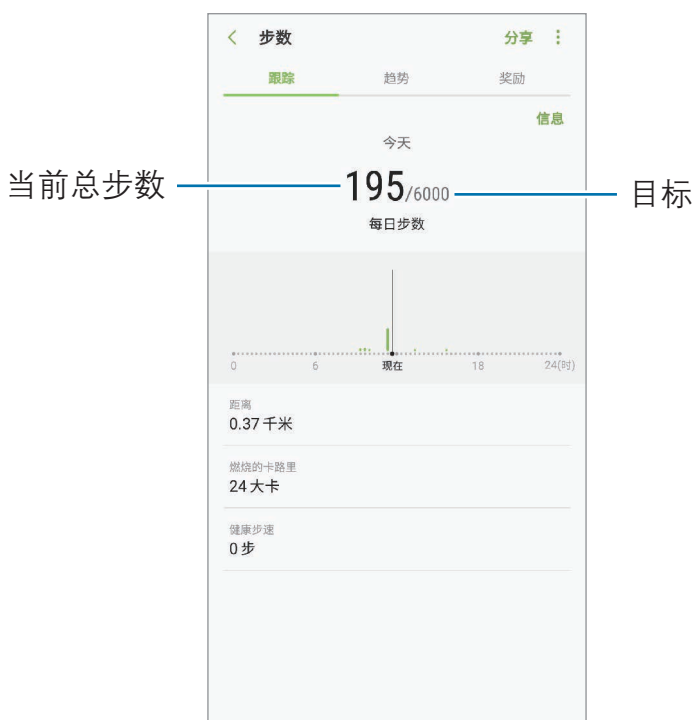 步数 分享
跟踪 趋势 奖励
信息
今天
当前总步数 195/6000 目标
每日步数
0 6 现在 18 24(时)
距离
0.37 千米
燃烧的卡路里
24 大卡
健康步速
0 步